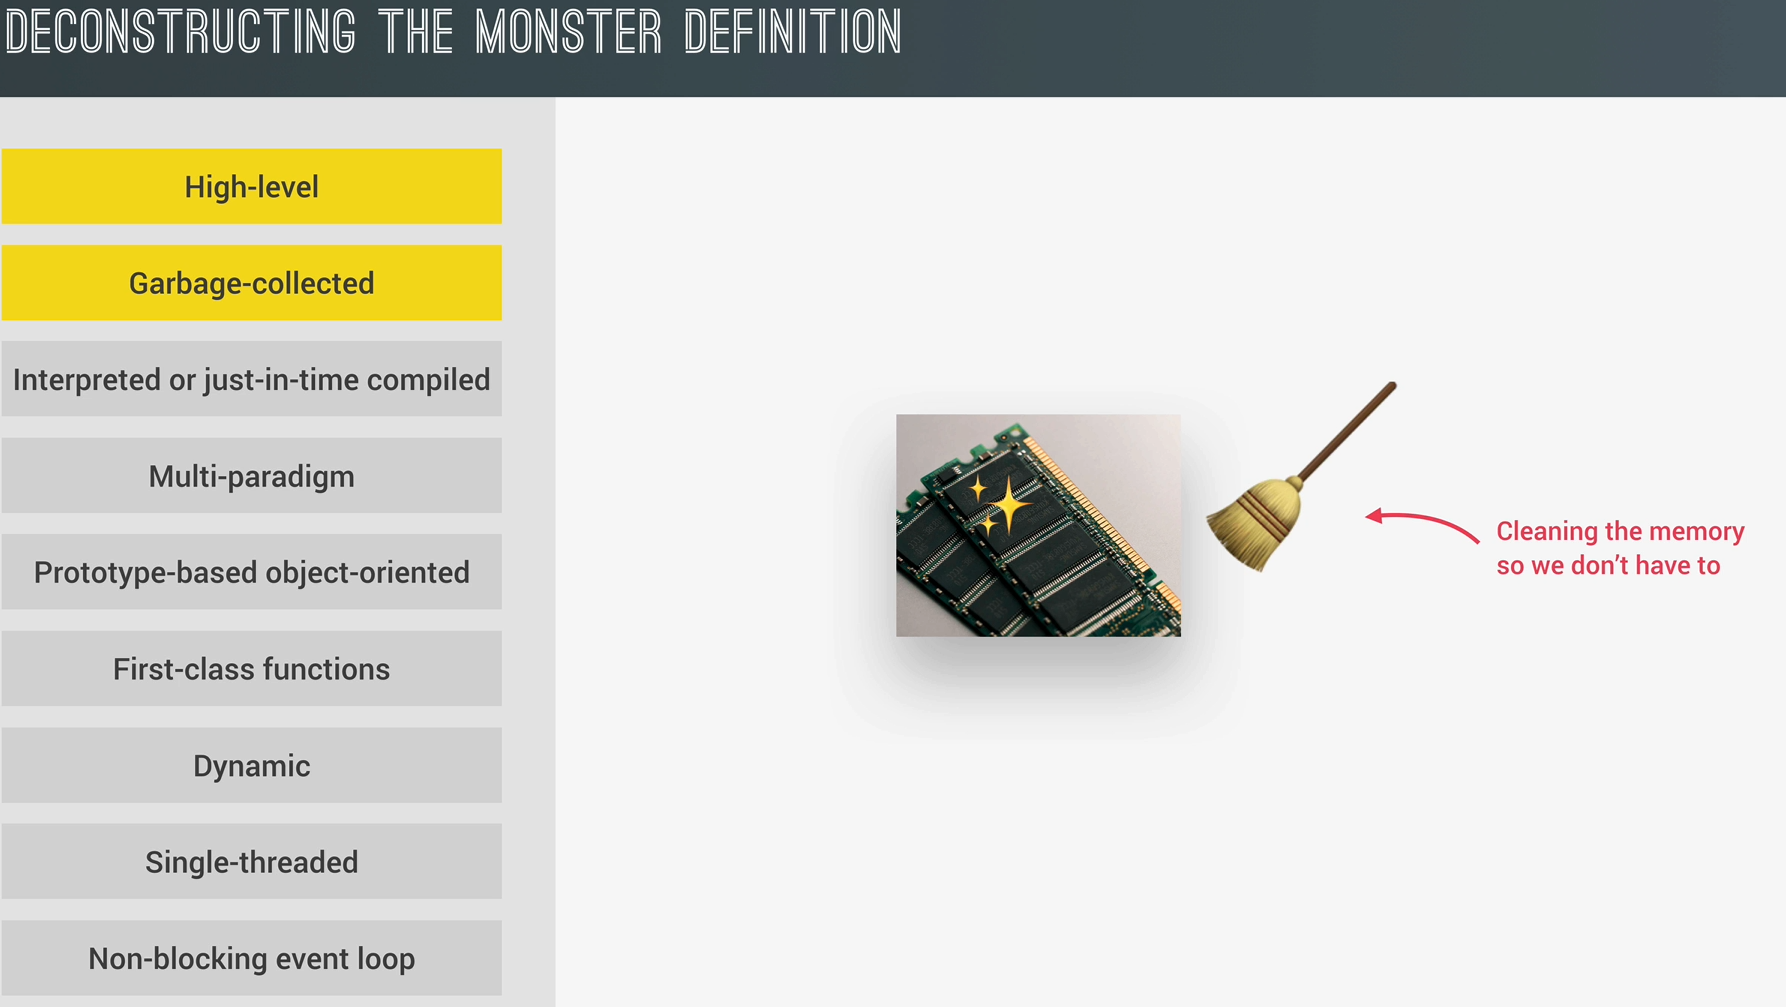 DECONSTRUCTING THE MONSTER DEFINITION
High-level
Garbage-collected
Interpreted or just-in-time compiled
Multi-paradigm
Prototype-based object-oriented
First-class functions
Dynamic
Single-threaded
Non-blocking event loop
Cleaning the memory
so we don’t have to